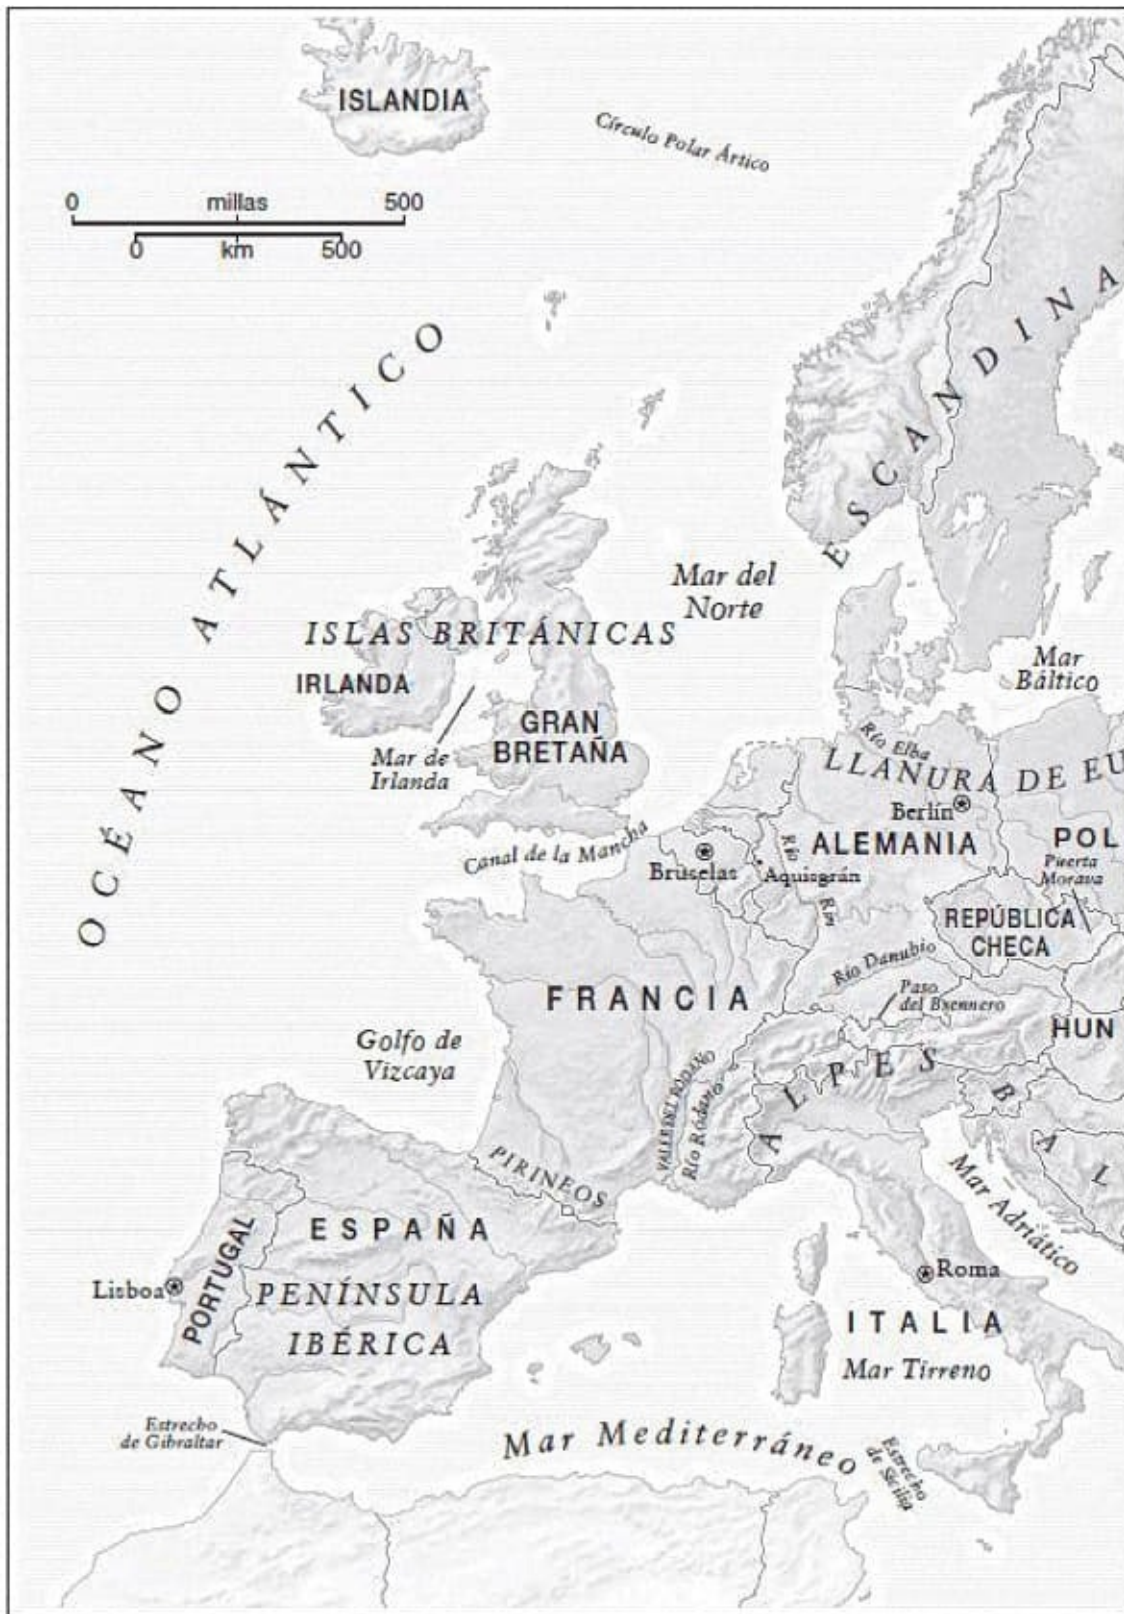 ISLANDIA
Círculo Polar Ártico
0 millas 500
0 km 500
OCÉANO ATLÁNTICO
ESCANDINA
Mar del
Norte
ISLAS BRITÁNICAS
IRLANDA
Mar
Báltico
GRAN
BRETAÑA
Mar de
Irlanda
Río Elba
LLANURA DE EU
Berlín
ALEMANIA
POL
Canal de la Mancha
Río Rin
Bruselas
Aquisgrán
Puerta
Morava
REPÚBLICA
CHECA
Río Danubio
FRANCIA
Paso
del Brennero
HUN
Golfo de
Vizcaya
ALPES
VALLE DEL RÓDANO
Río Ródano
BAL
PIRINEOS
Mar Adriático
ESPAÑA
PORTUGAL
Lisboa
PENÍNSULA
IBÉRICA
Roma
ITALIA
Mar Tirreno
Estrecho
de Gibraltar
Mar Mediterráneo
Estrecho
de Sicilia